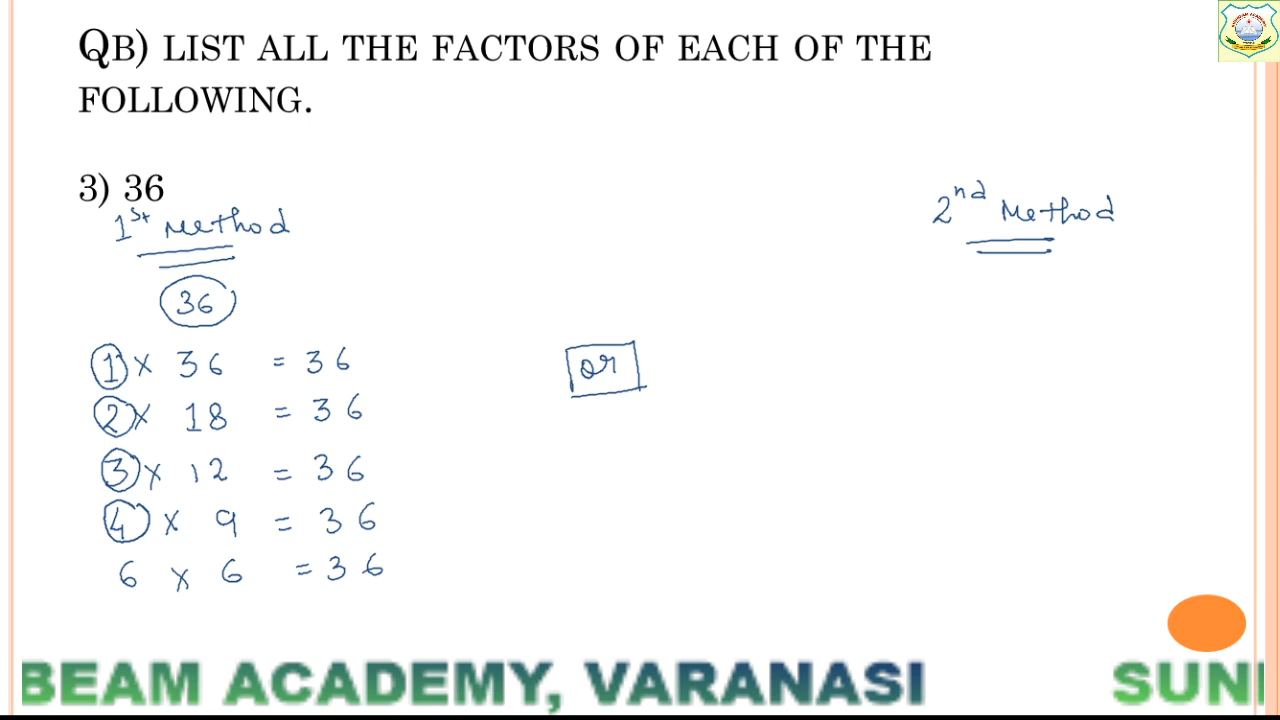 QB) LIST ALL THE FACTORS OF EACH OF THE
FOLLOWING.
3) 36
1st Method
36
1 x 36 = 36
2 x 18 = 36
3 x 12 = 36
4 x 9 = 36
6 x 6 = 36
or
2nd Method
BEAM ACADEMY, VARANASI SUN